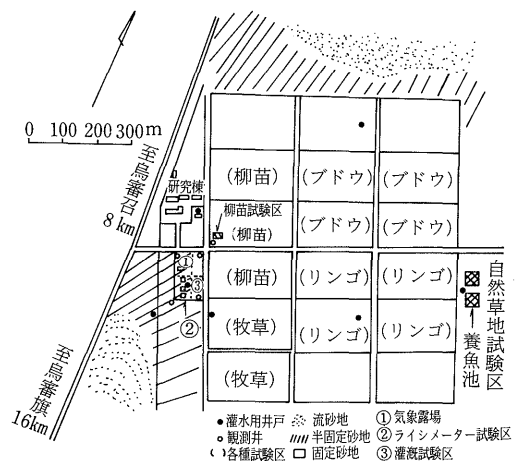 0 100 200 300m
至烏審召
8km
研究棟
柳苗試験区
(柳苗)
(ブドウ)
(ブドウ)
(柳苗)
(ブドウ)
(ブドウ)
(柳苗)
(リンゴ)
(リンゴ)
(牧草)
(リンゴ)
(リンゴ)
(牧草)
①
③
②
自然草地試験区
養魚池
至烏審旗
16km
灌水用井戸
流砂地
①気象露場
観測井
半固定砂地
②ライシメーター試験区
各種試験区
固定砂地
③灌漑試験区